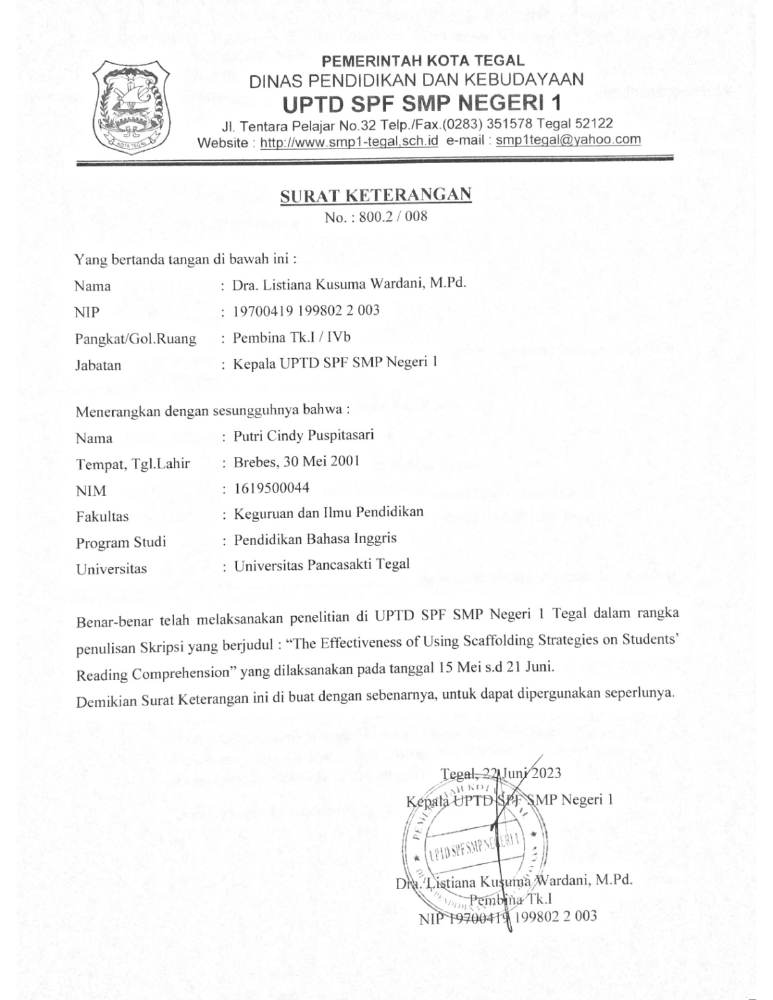 PEMERINTAH KOTA TEGAL
DINAS PENDIDIKAN DAN KEBUDAYAAN
UPTD SPF SMP NEGERI 1
Jl. Tentara Pelajar No.32 Telp./Fax.(0283) 351578 Tegal 52122
Website : http://www.smp1-tegal,sch.id e-mail : smp1tegal@yahoo.com
KOTA TEGAL
SURAT KETERANGAN
No. : 800.2 / 008
Yang bertanda tangan di bawah ini :
Nama : Dra. Listiana Kusuma Wardani, M.Pd.
NIP : 19700419 199802 2 003
Pangkat/Gol.Ruang : Pembina Tk.I / IVb
Jabatan : Kepala UPTD SPF SMP Negeri 1
Menerangkan dengan sesungguhnya bahwa :
Nama : Putri Cindy Puspitasari
Tempat, Tgl.Lahir : Brebes, 30 Mei 2001
NIM : 1619500044
Fakultas : Keguruan dan Ilmu Pendidikan
Program Studi : Pendidikan Bahasa Inggris
Universitas : Universitas Pancasakti Tegal
Benar-benar telah melaksanakan penelitian di UPTD SPF SMP Negeri 1 Tegal dalam rangka
penulisan Skripsi yang berjudul : “The Effectiveness of Using Scaffolding Strategies on Students’
Reading Comprehension” yang dilaksanakan pada tanggal 15 Mei s.d 21 Juni.
Demikian Surat Keterangan ini di buat dengan sebenarnya, untuk dapat dipergunakan seperlunya.
Tegal, 22 Juni 2023
Kepala UPTD SPF SMP Negeri 1
UPTD SPF SMP NEGERI 1
Dra. Listiana Kusuma Wardani, M.Pd.
Pembina Tk.I
NIP 19700419 199802 2 003